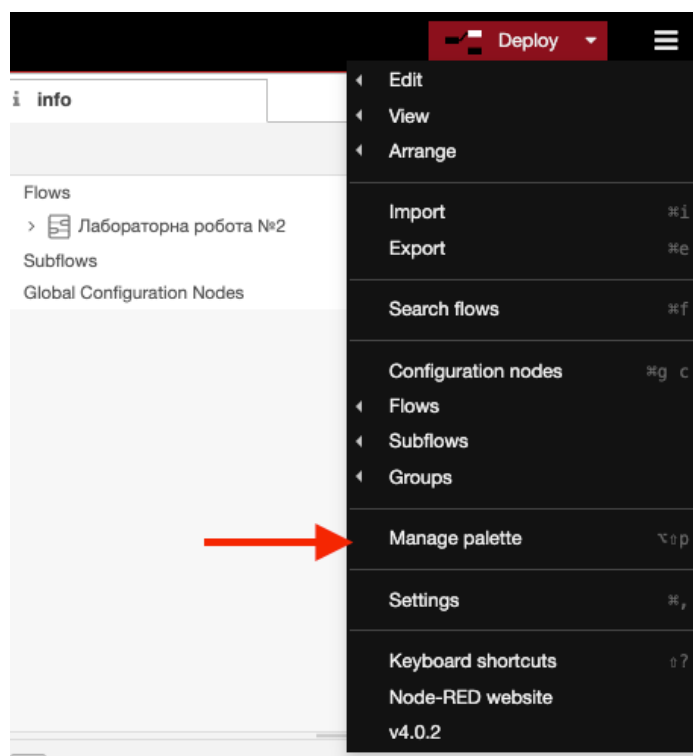 Deploy
i info
Flows
Лабораторна робота №2
Subflows
Global Configuration Nodes
Edit
View
Arrange
Import ⌘i
Export ⌘e
Search flows ⌘f
Configuration nodes ⌘g c
Flows
Subflows
Groups
Manage palette ⌥⇧p
Settings ⌘,
Keyboard shortcuts ⇧?
Node-RED website
v4.0.2